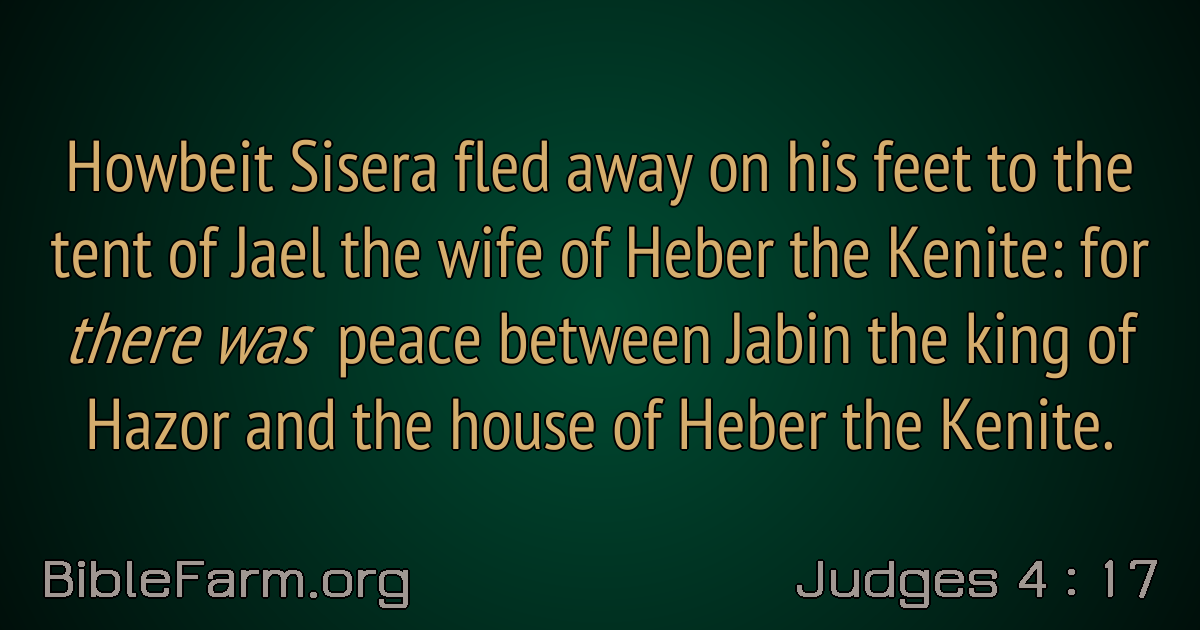 Howbeit Sisera fled away on his feet to the
tent of Jael the wife of Heber the Kenite: for
there was peace between Jabin the king of
Hazor and the house of Heber the Kenite.
BibleFarm.org
Judges 4 : 17